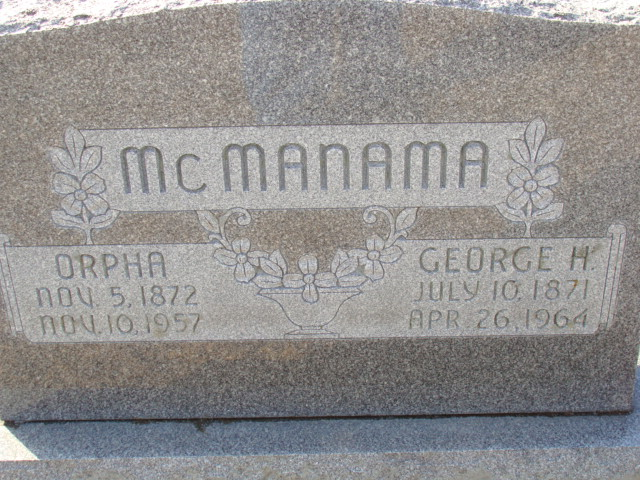 McMANAMA
ORPHA
NOV. 5, 1872
NOV. 10, 1957
GEORGE H.
JULY 10, 1871
APR. 26, 1964